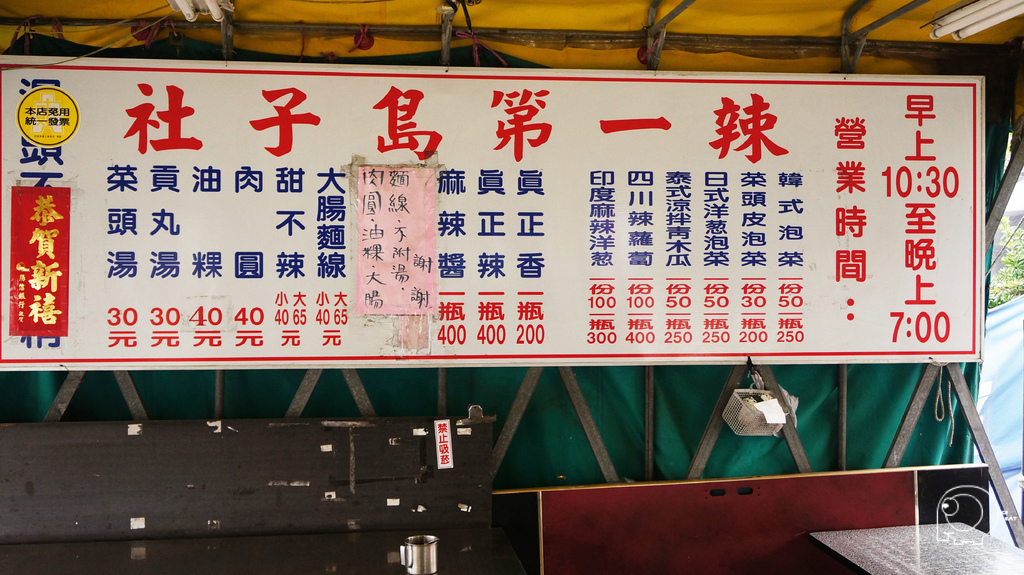 社子島第一辣
營業時間：
早上
10:30
至晚上
7:00
本店免用
統一發票
恭賀新禧
菜頭湯 30元
貢丸湯 30元
油粿 40元
肉圓 40元
甜不辣 小40 大65 元
大腸麵線 小40 大65 元
麵線·不附湯·謝謝
肉圓·油粿·大腸
麻辣醬 一瓶400
眞正辣 一瓶400
眞正香 一瓶200
印度麻辣洋葱 一份100 一瓶300
四川辣蘿蔔 一份100 一瓶400
泰式涼拌青木瓜 一份50 一瓶250
日式洋葱泡菜 一份50 一瓶250
菜頭皮泡菜 一份30 一瓶200
韓式泡菜 一份50 一瓶250
禁止吸菸